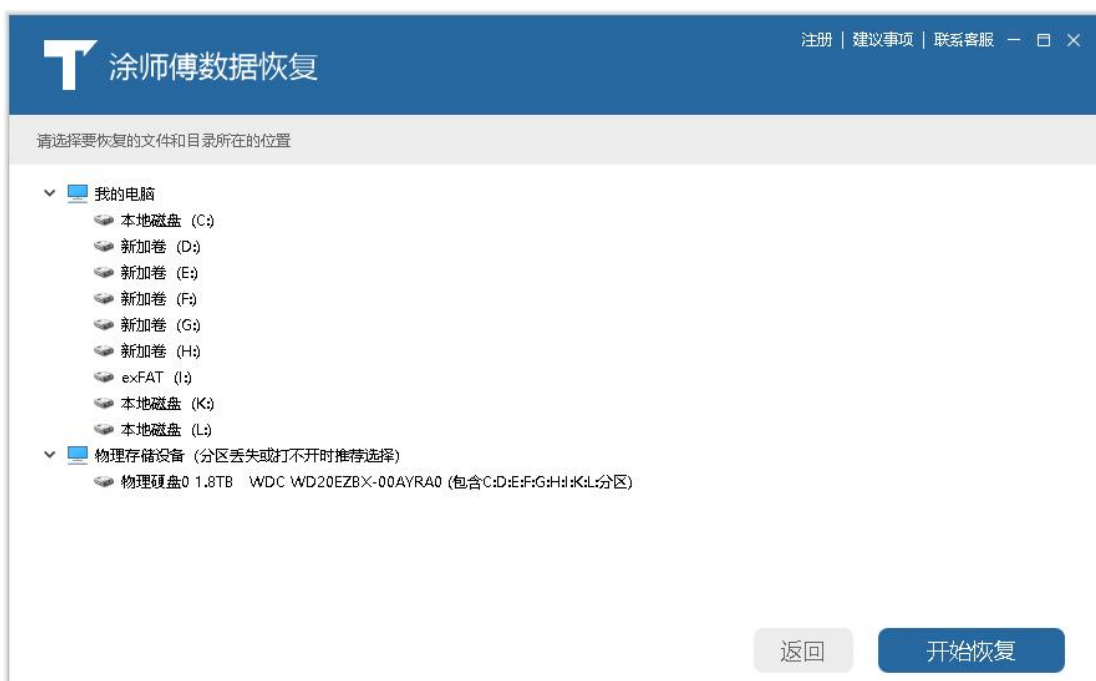 涂师傅数据恢复
注册 | 建议事项 | 联系客服
请选择要恢复的文件和目录所在的位置
我的电脑
本地磁盘 (C:)
新加卷 (D:)
新加卷 (E:)
新加卷 (F:)
新加卷 (G:)
新加卷 (H:)
exFAT (I:)
本地磁盘 (K:)
本地磁盘 (L:)
物理存储设备 (分区丢失或打不开时推荐选择)
物理硬盘0 1.8TB WDC WD20EZBX-00AYRA0 (包含C:D:E:F:G:H:I:K:L:分区)
返回
开始恢复